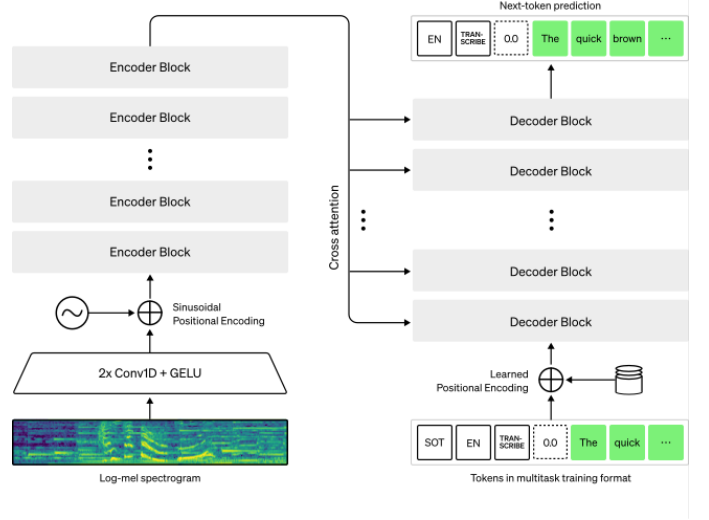 Next-token prediction
EN
TRAN-
SCRIBE
0.0
The
quick
brown
...
Encoder Block
Encoder Block
Encoder Block
Encoder Block
Sinusoidal
Positional Encoding
2x Conv1D + GELU
Log-mel spectrogram
Cross attention
Decoder Block
Decoder Block
Decoder Block
Decoder Block
Learned
Positional Encoding
SOT
EN
TRAN-
SCRIBE
0.0
The
quick
...
Tokens in multitask training format